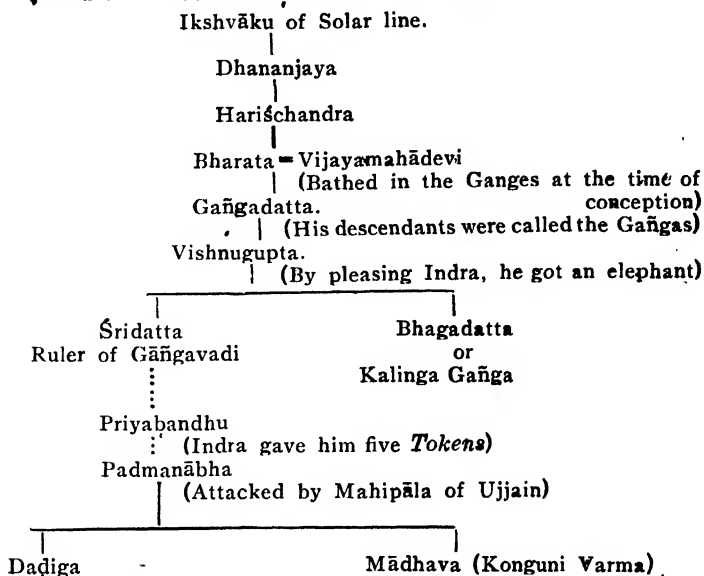 Ikshvāku of Solar line.
Dhananjaya
Hariśchandra
Bharata = Vijayamahādevi
(Bathed in the Ganges at the time of
Gañgadatta. conception)
(His descendants were called the Gañgas)
Vishnugupta.
(By pleasing Indra, he got an elephant)
Śridatta Bhagadatta
Ruler of Gāñgavadi or
Kalinga Gañga
Priyabandhu
(Indra gave him five Tokens)
Padmanābha
(Attacked by Mahipāla of Ujjain)
Daḍiga - Mādhava (Konguni Varma)